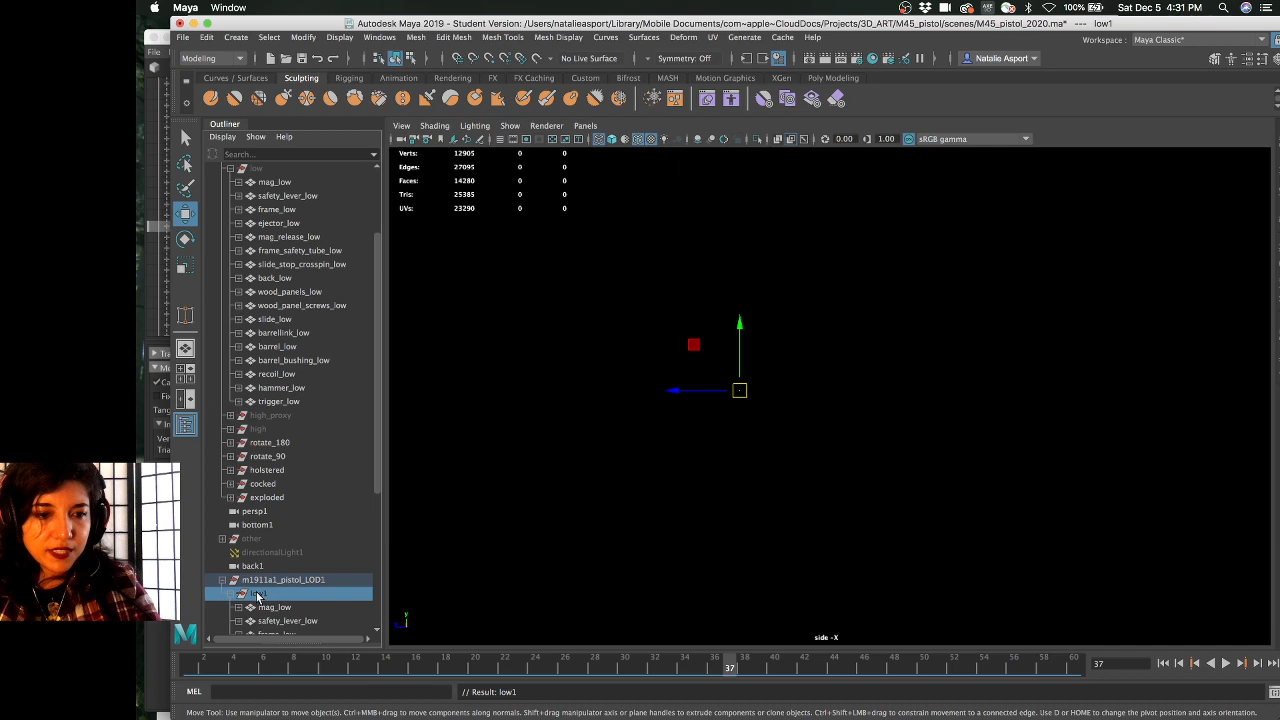 Maya Window 100% Sat Dec 5 4:31 PM
Autodesk Maya 2019 - Student Version: /Users/natalieasport/Library/Mobile Documents/com~apple~CloudDocs/Projects/3D_ART/M45_pistol/scenes/M45_pistol_2020.ma* --- low1
File
File Edit Create Select Modify Display Windows Mesh Edit Mesh Mesh Tools Mesh Display Curves Surfaces Deform UV Generate Cache Help Workspace : Maya Classic*
Modeling No Live Surface Symmetry: Off Natalio Asport
Curves / Surfaces Sculpting Rigging Animation Rendering FX FX Caching Custom Bifrost MASH Motion Graphics XGen Poly Modeling
Outliner
Display Show Help
View Shading Lighting Show Renderer Panels
0.00 1.00 sRGB gamma
Search...
Verts: 12905 0 0
Edges: 27095 0 0
Faces: 14280 0 0
Tris: 25385 0 0
UVs: 23290 0 0
low
mag_low
safety_lever_low
frame_low
ejector_low
mag_release_low
frame_safety_tube_low
slide_stop_crosspin_low
back_low
wood_panels_low
wood_panel_screws_low
slide_low
barrellink_low
barrel_low
barrel_bushing_low
recoil_low
hammer_low
trigger_low
high_proxy
high
rotate_180
rotate_90
holstered
cocked
exploded
persp1
bottom1
other
directionalLight1
back1
m1911a1_pistol_LOD1
low1
mag_low
safety_lever_low
frame_low
y
side -X
2 4 6 8 10 12 14 16 18 20 22 24 26 28 30 32 34 36 37 38 40 42 44 46 48 50 52 54 56 58 60
37
MEL // Result: low1
Move Tool: Use manipulator to move object(s). Ctrl+MMB+drag to move components along normals. Shift+drag manipulator axis or plane handles to extrude components or clone objects. Ctrl+Shift+drag to constrain movement to a connected edge. Use D or HOME to change the pivot position and axis orientation.